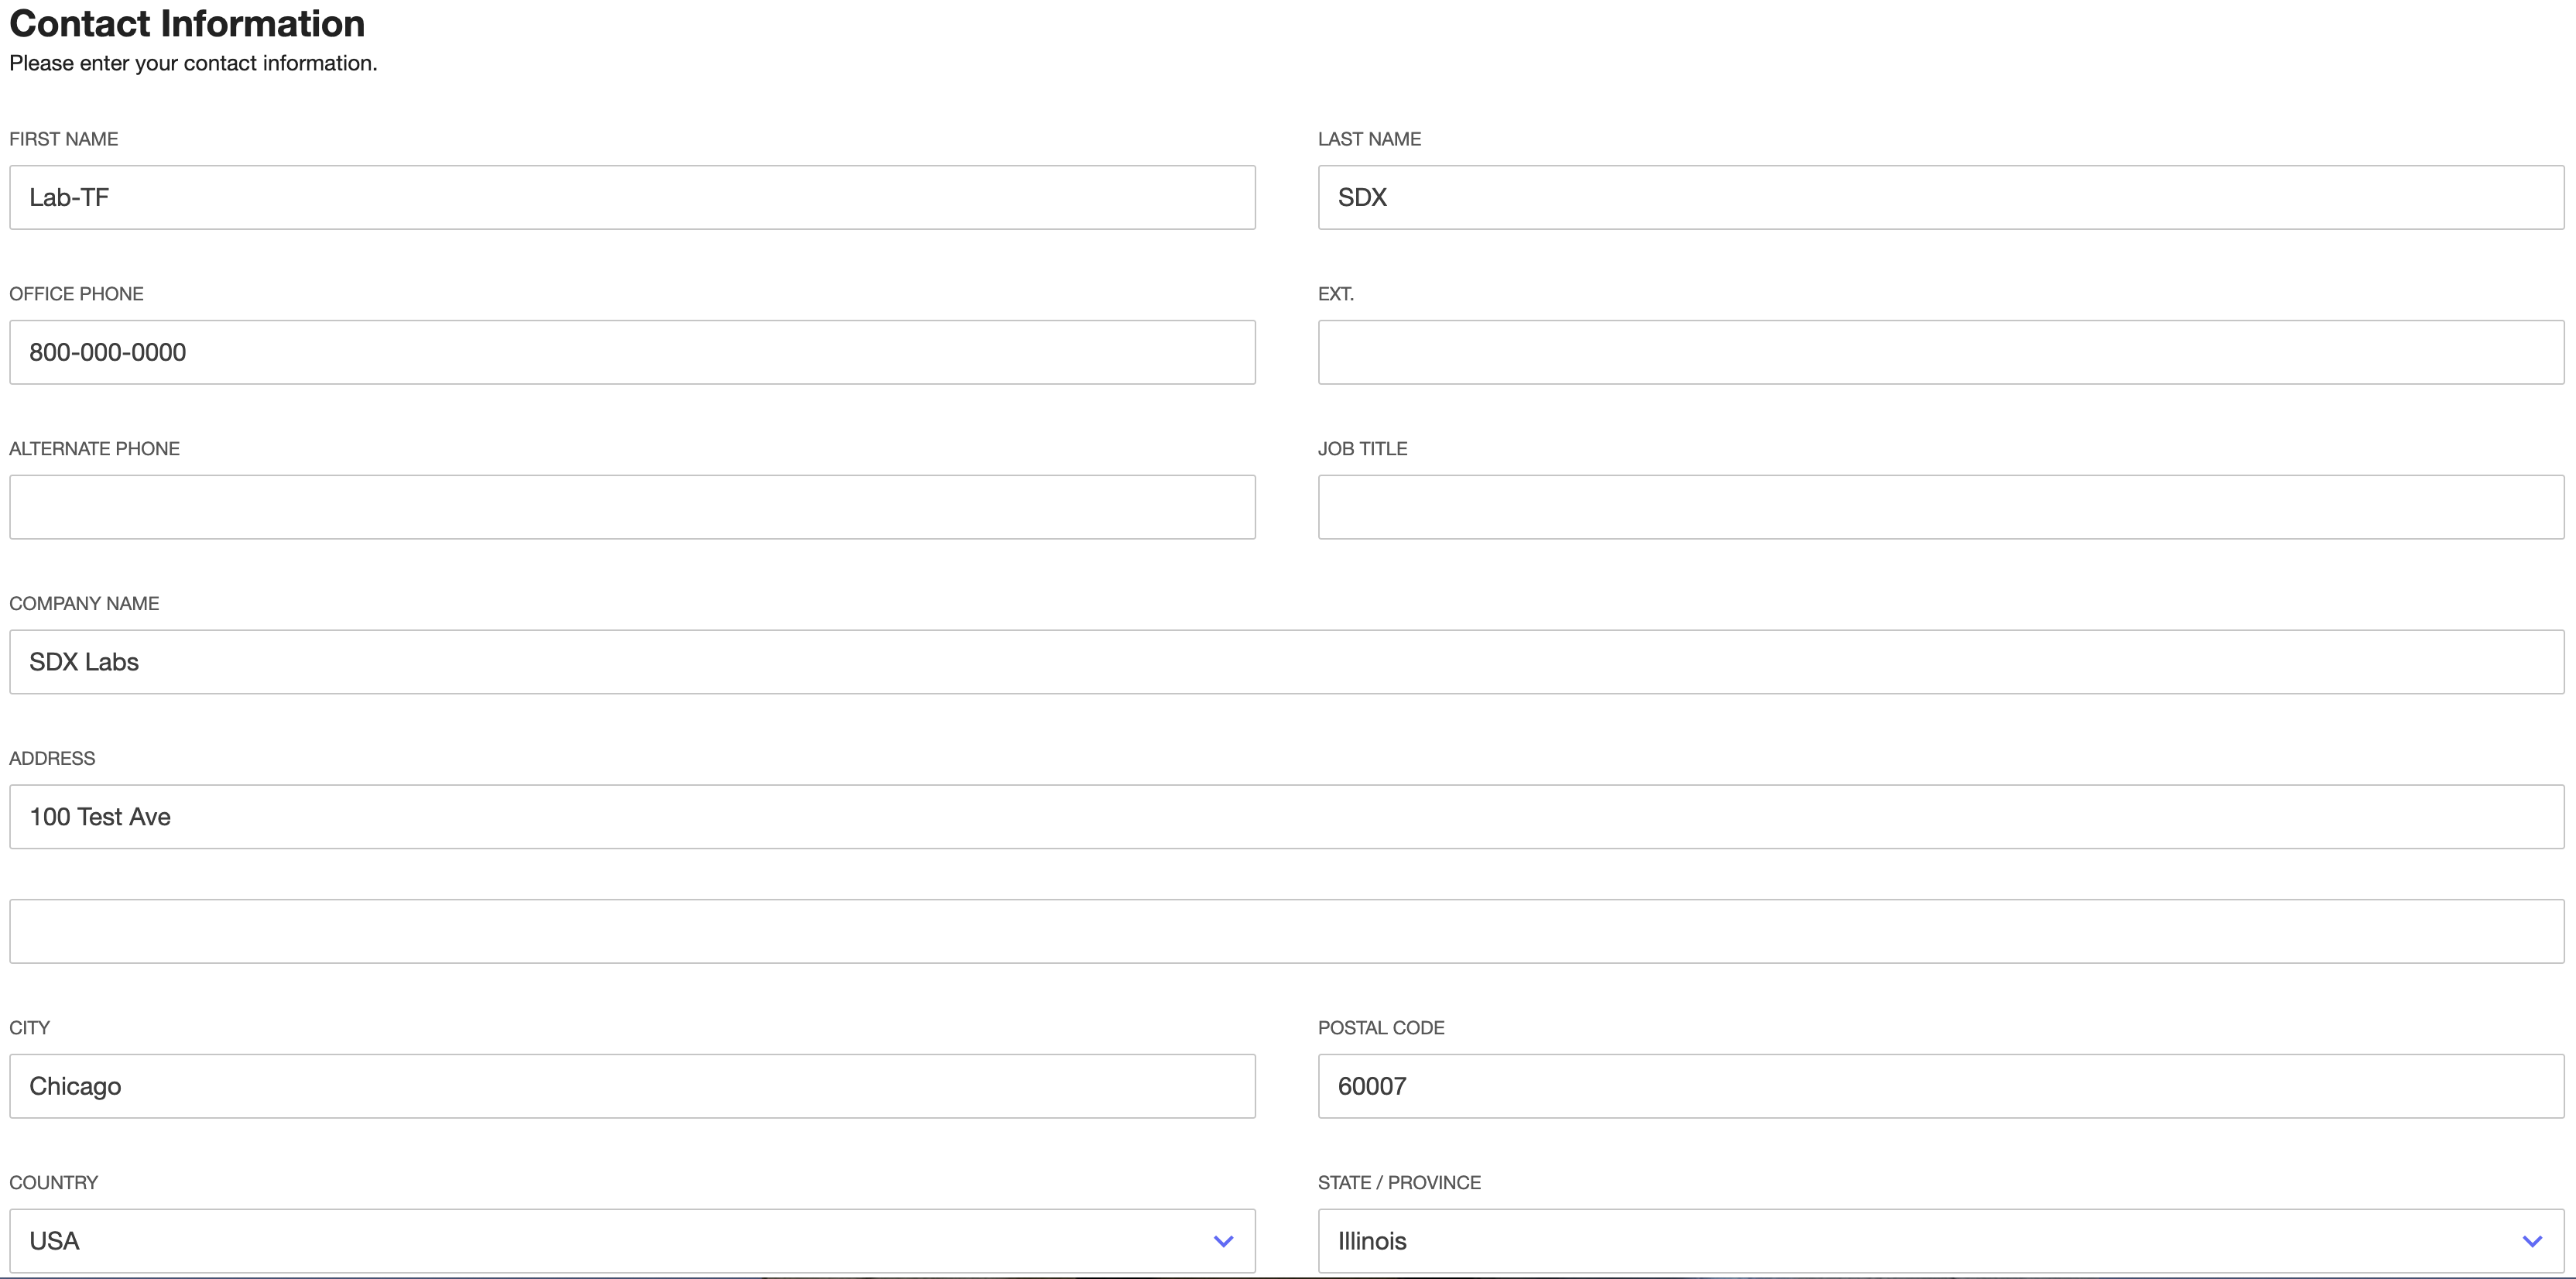 Contact Information
Please enter your contact information.
FIRST NAME
Lab-TF
LAST NAME
SDX
OFFICE PHONE
800-000-0000
EXT.
ALTERNATE PHONE
JOB TITLE
COMPANY NAME
SDX Labs
ADDRESS
100 Test Ave
CITY
Chicago
POSTAL CODE
60007
COUNTRY
USA
STATE / PROVINCE
Illinois